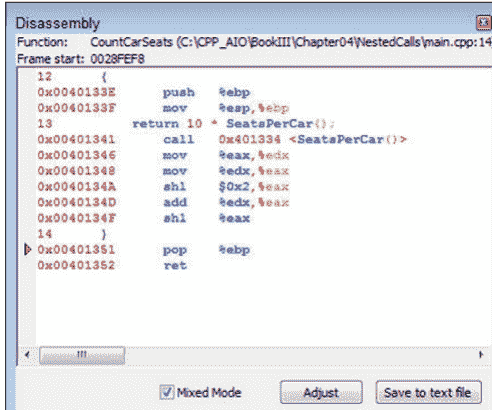 Disassembly
Function: CountCarSeats (C:\CPP_AIO\BookIII\Chapter04\NestedCalls\main.cpp:14
Frame start: 0028FEF8
12 {
0x0040133E push %ebp
0x0040133F mov %esp,%ebp
13 return 10 * SeatsPerCar();
0x00401341 call 0x401334 <SeatsPerCar()>
0x00401346 mov %eax,%edx
0x00401348 mov %edx,%eax
0x0040134A shl $0x2,%eax
0x0040134D add %edx,%eax
0x0040134F shl %eax
14 }
0x00401351 pop %ebp
0x00401352 ret
Mixed Mode Adjust Save to text file